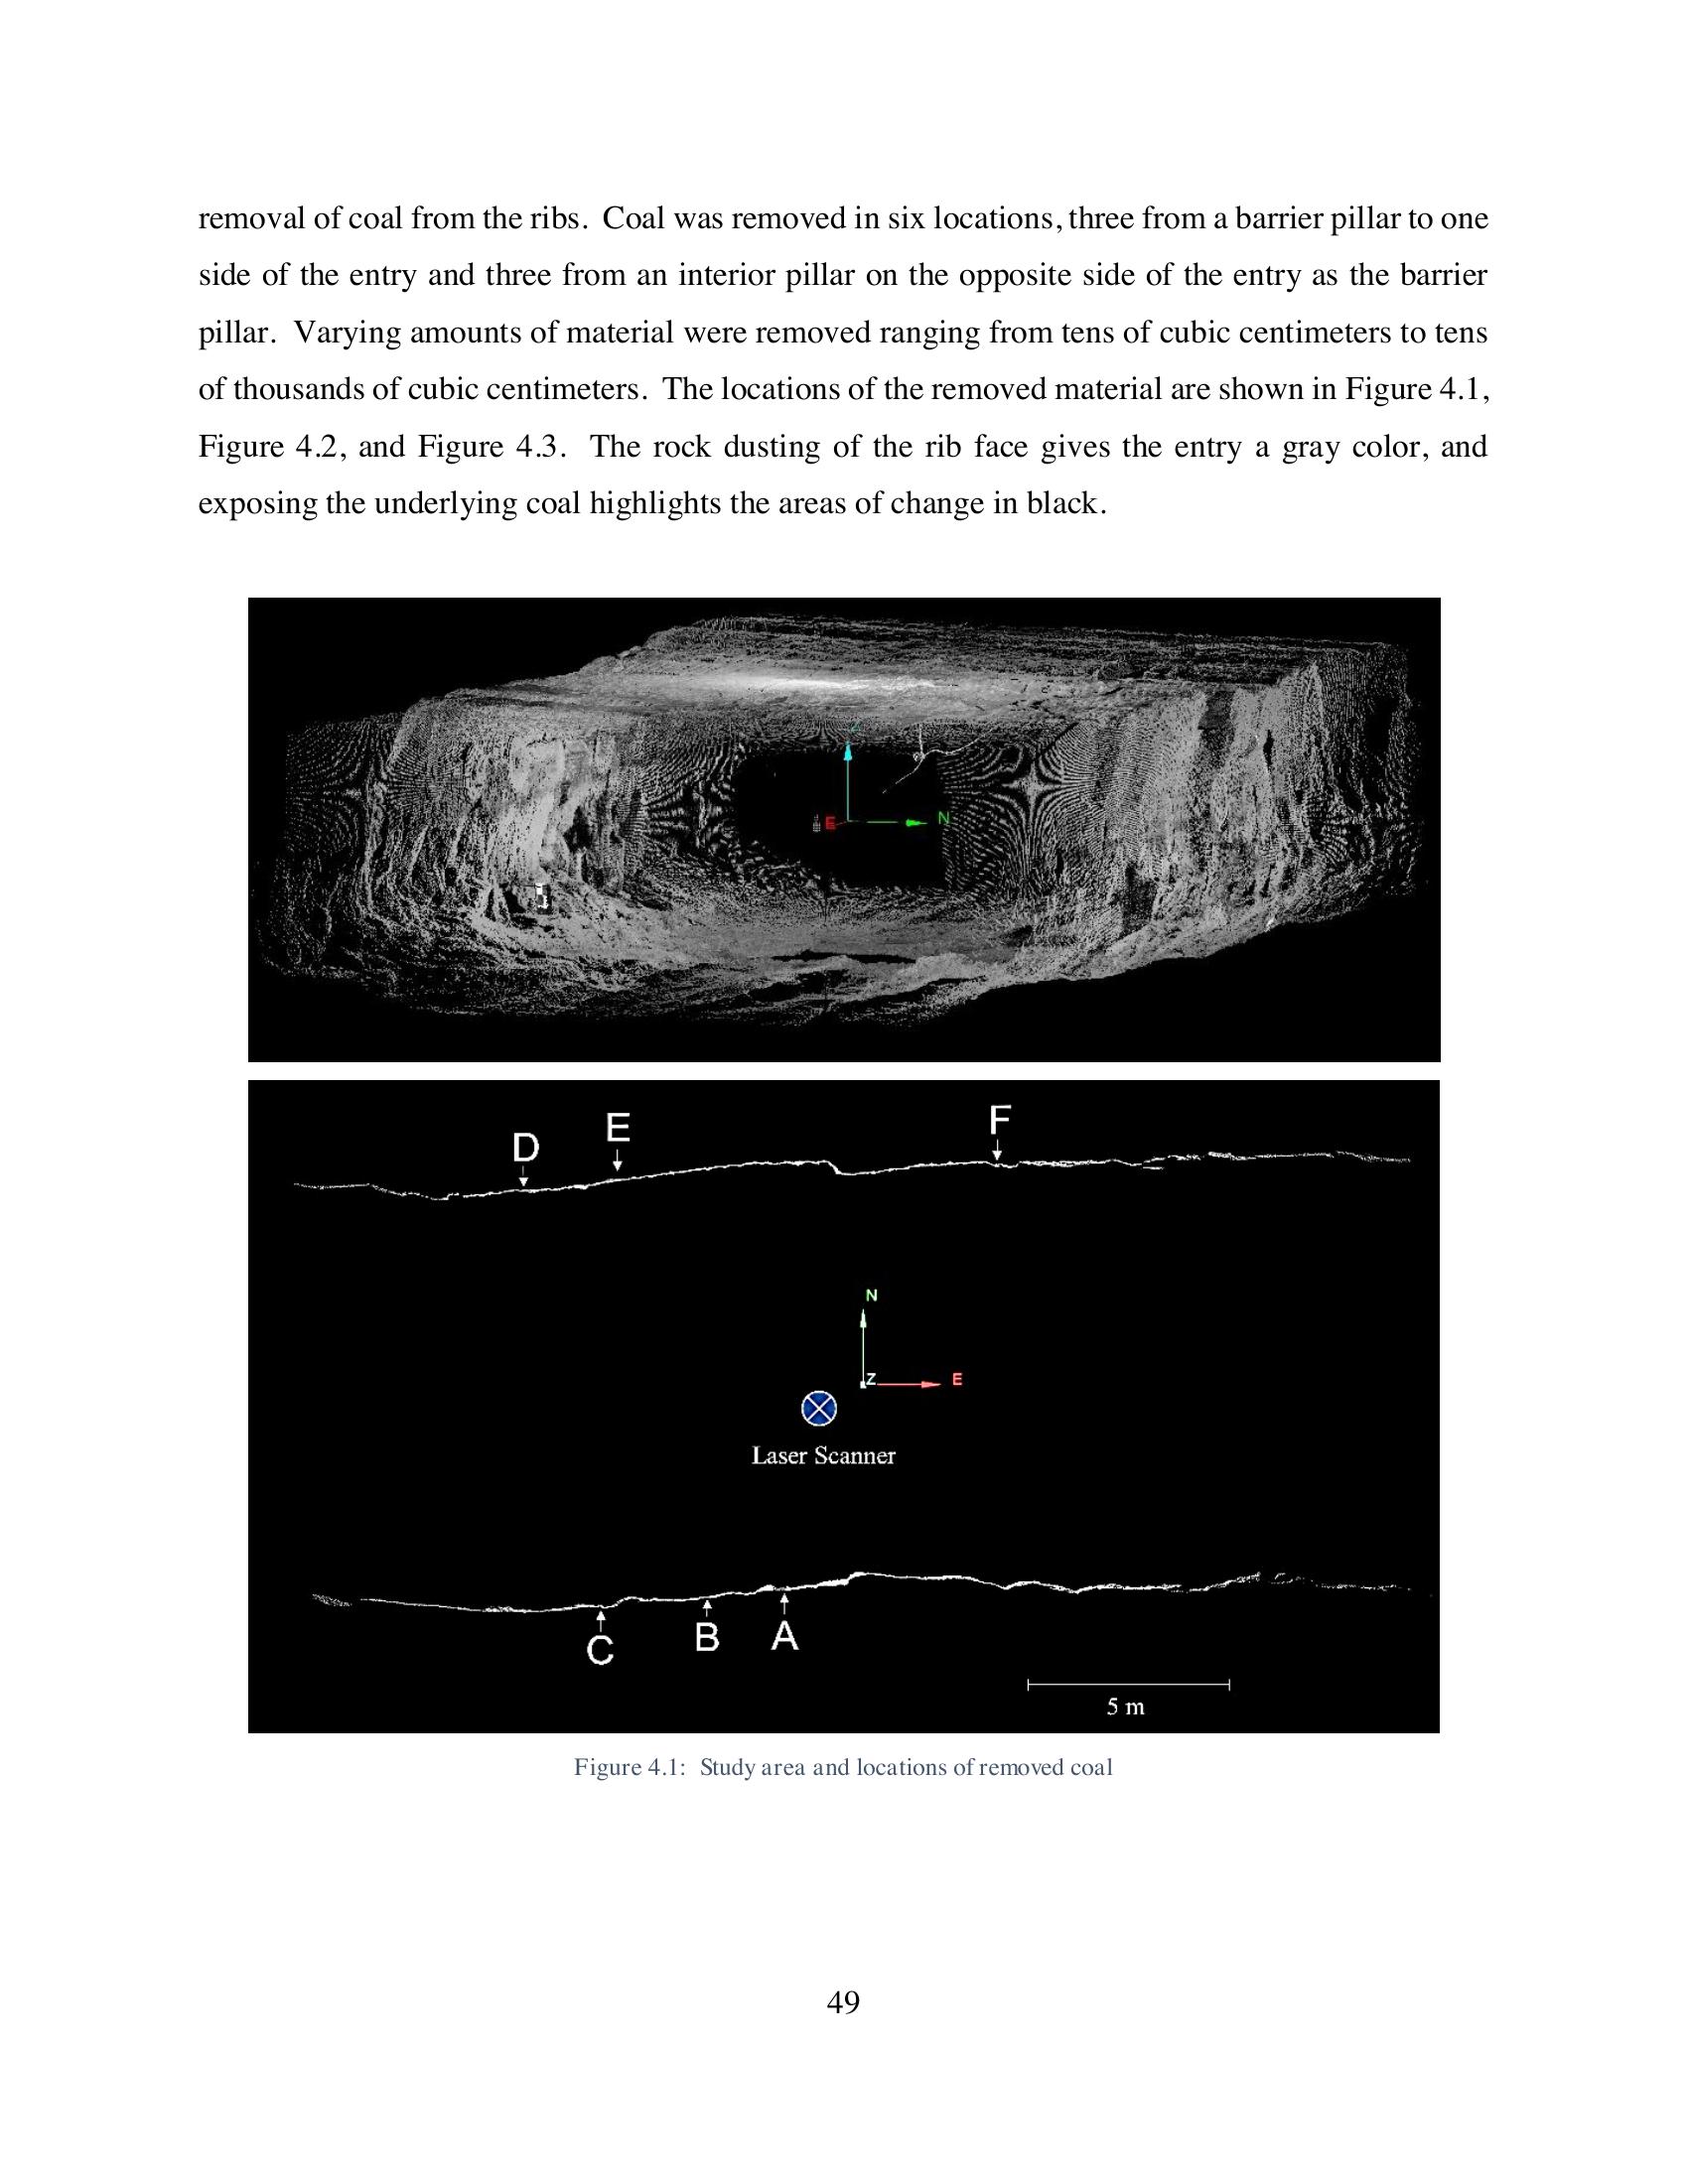 removal of coal from the ribs.  Coal was removed in six locations, three from a barrier pillar to one
side of the entry and three from an interior pillar on the opposite side of the entry as the barrier
pillar.  Varying amounts of material were removed ranging from tens of cubic centimeters to tens
of thousands of cubic centimeters.  The locations of the removed material are shown in Figure 4.1,
Figure 4.2, and Figure 4.3.  The rock dusting of the rib face gives the entry a gray color, and
exposing the underlying coal highlights the areas of change in black.
Z
E
N
D
E
F
N
Z
E
Laser Scanner
C
B
A
5 m
Figure 4.1:  Study area and locations of removed coal
49